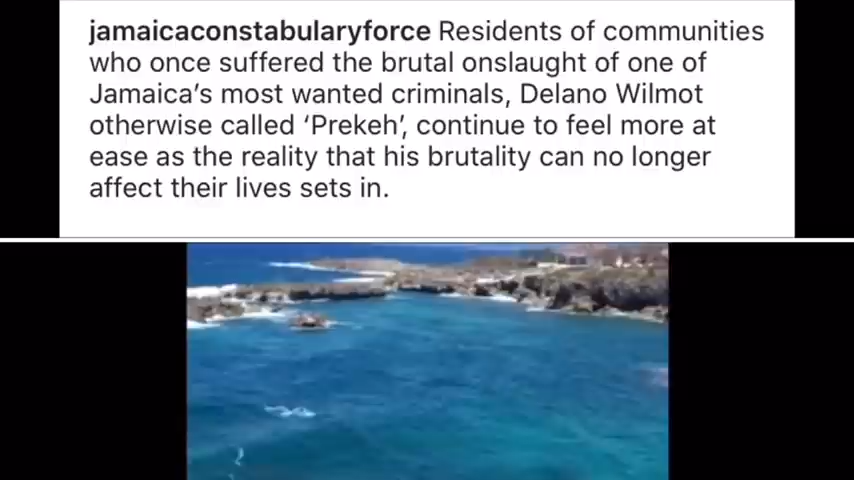 jamaicaconstabularyforce Residents of communities
who once suffered the brutal onslaught of one of
Jamaica's most wanted criminals, Delano Wilmot
otherwise called ‘Prekeh’, continue to feel more at
ease as the reality that his brutality can no longer
affect their lives sets in.